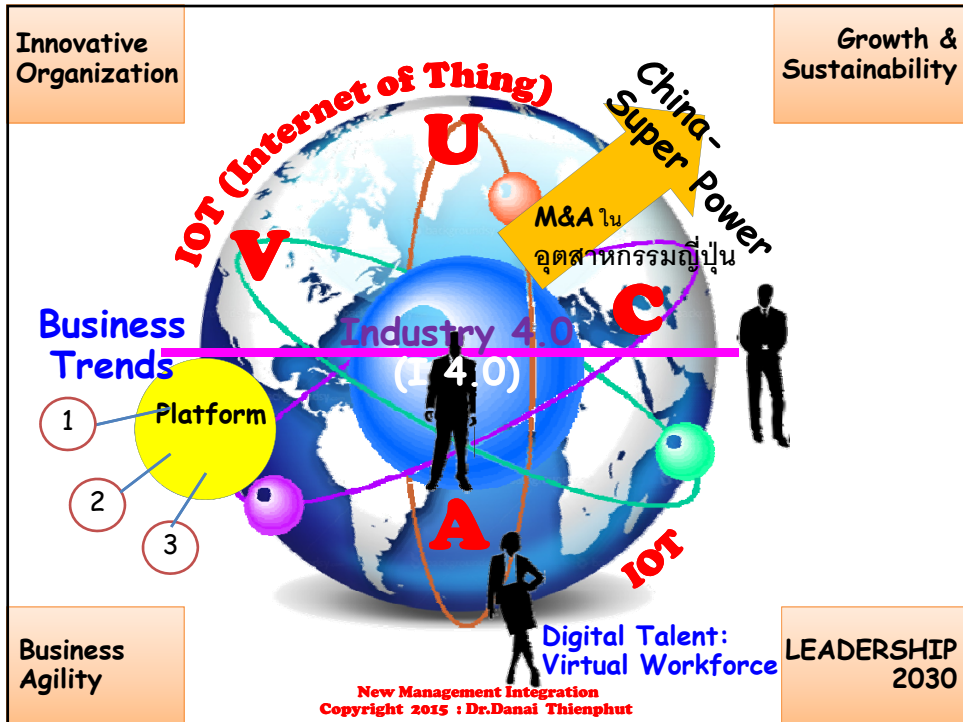 Innovative
Organization
Growth &
Sustainability
IOT (Internet of Thing)
China-
Super Power
V
U
C
A
M&A ใน
อุตสาหกรรมญี่ปุ่น
Industry 4.0
(I 4.0)
Business
Trends
Platform
1
2
3
IOT
Digital Talent:
Virtual Workforce
Business
Agility
LEADERSHIP
2030
New Management Integration
Copyright 2015 : Dr.Danai Thienphut